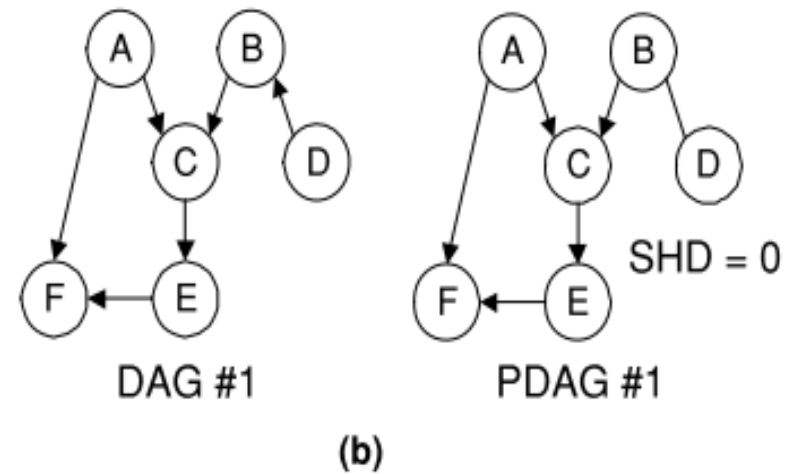 A B A B
C D C D
SHD = 0
F E F E
DAG #1 PDAG #1
(b)